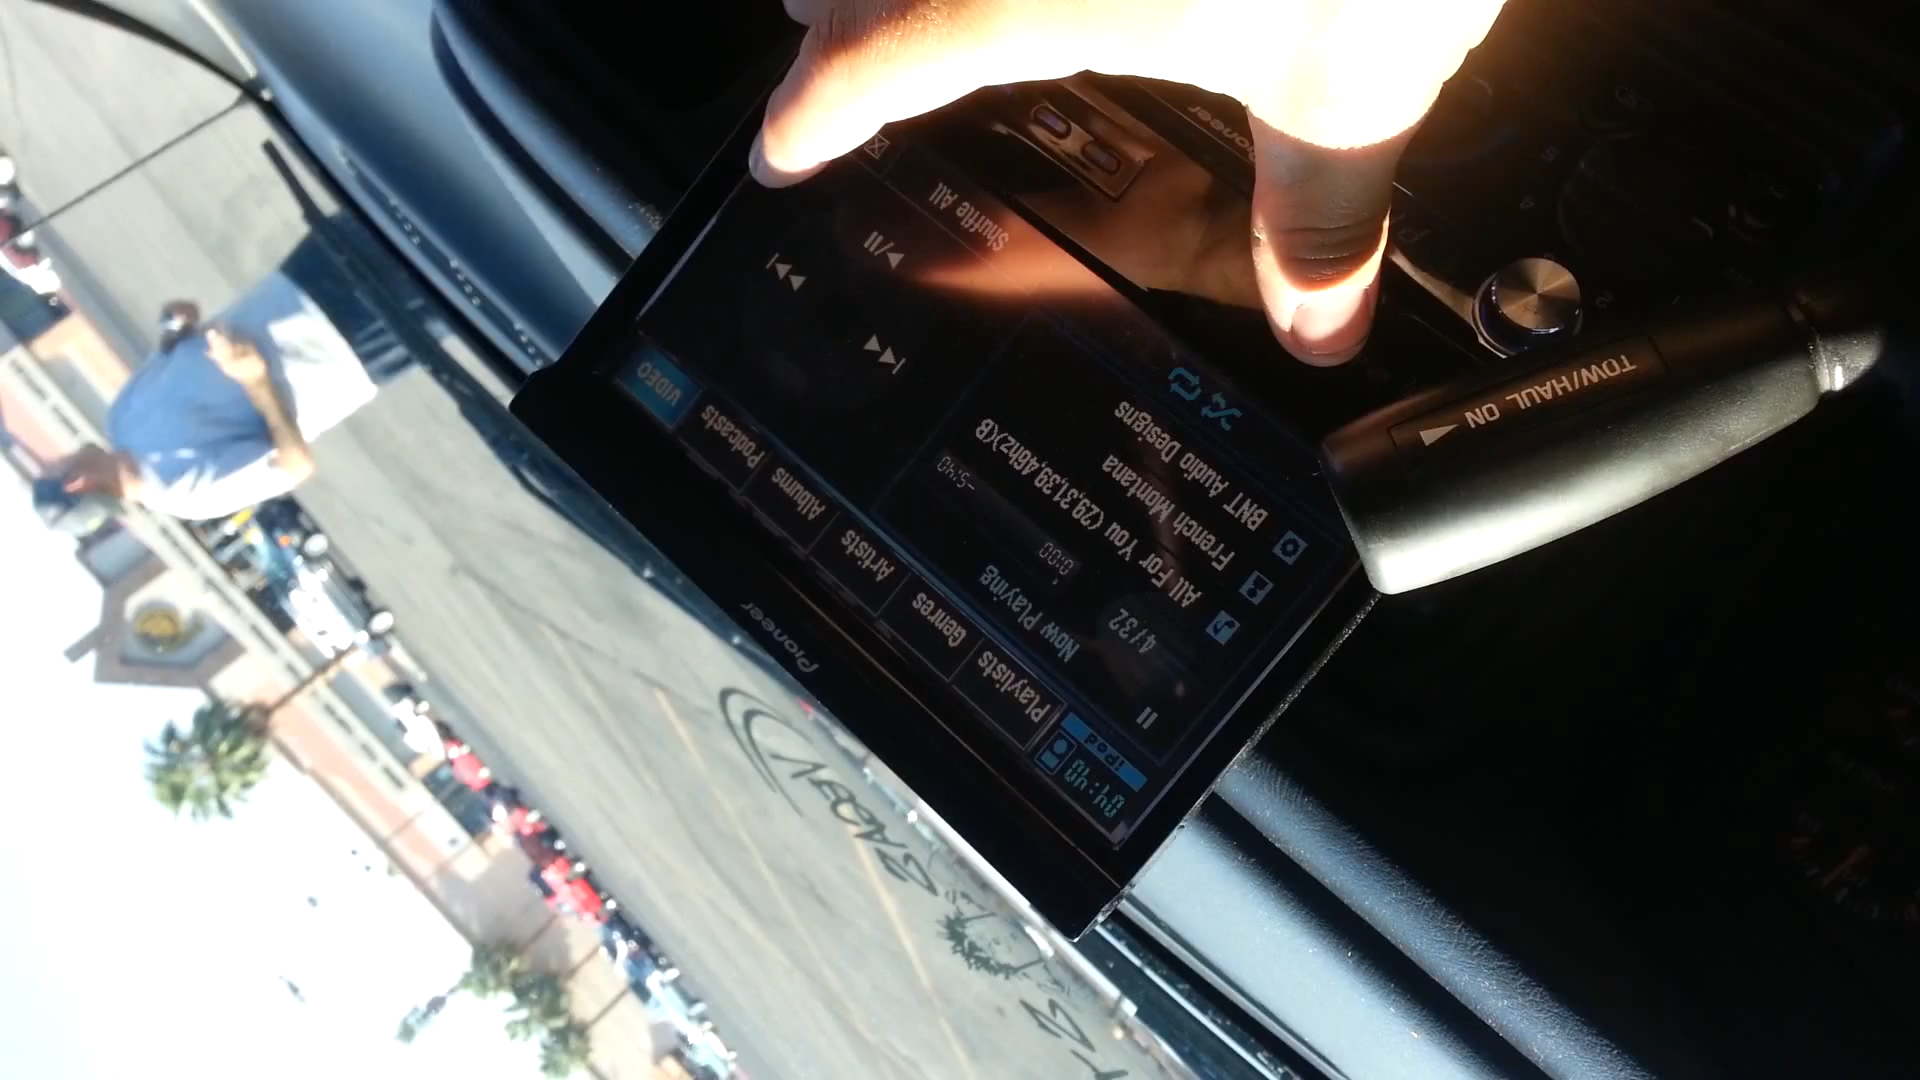 04:40
iPod
Playlists
Genres
Artists
Albums
Podcasts
VIDEO
Now Playing
4/32
All For You (29,31,39,46hz)(B
French Montana
BNT Audio Designs
0:00
-5:40
Shuffle All
Pioneer
Pioneer
TOW/HAUL ON